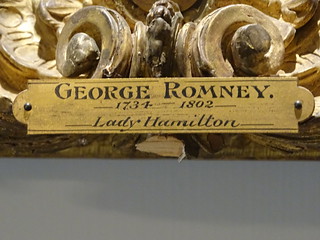 GEORGE ROMNEY.
1734 — 1802
Lady Hamilton